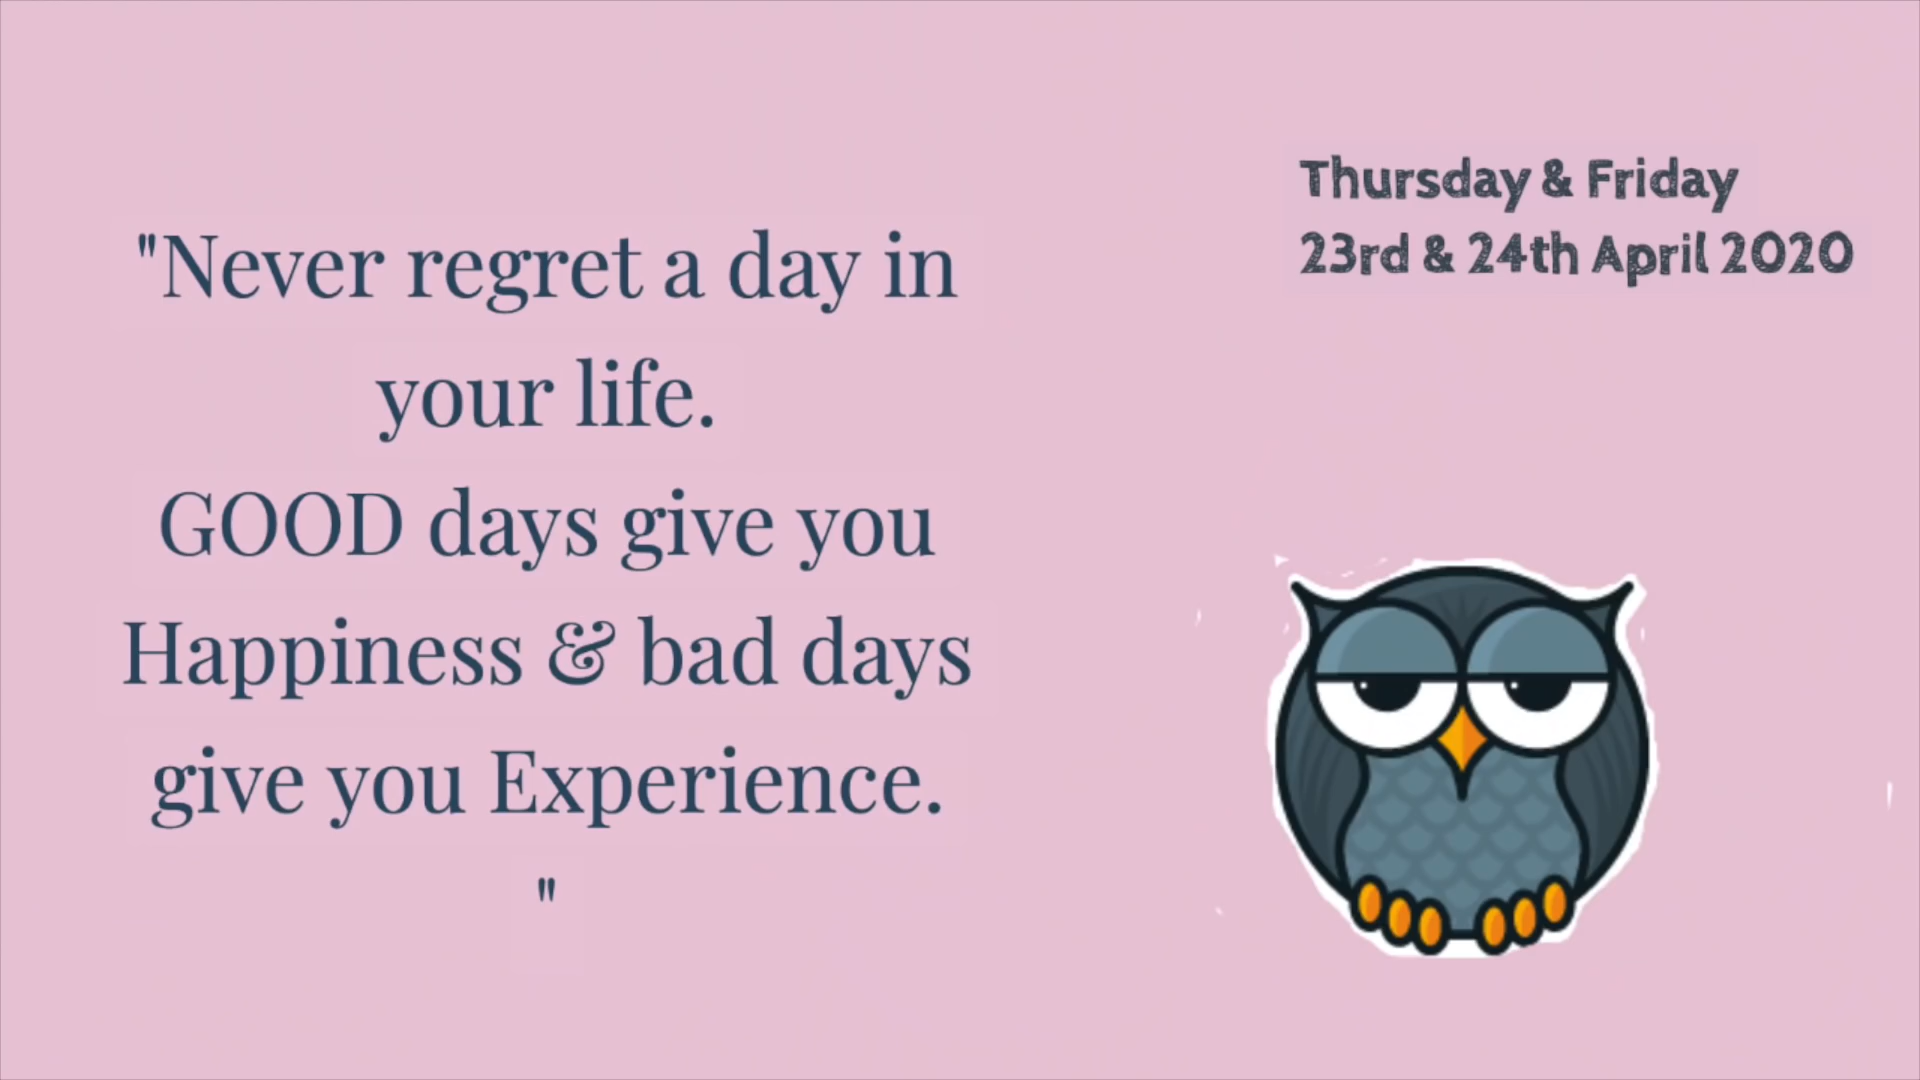 "Never regret a day in
your life.
GOOD days give you
Happiness & bad days
give you Experience.
"
Thursday & Friday
23rd & 24th April 2020